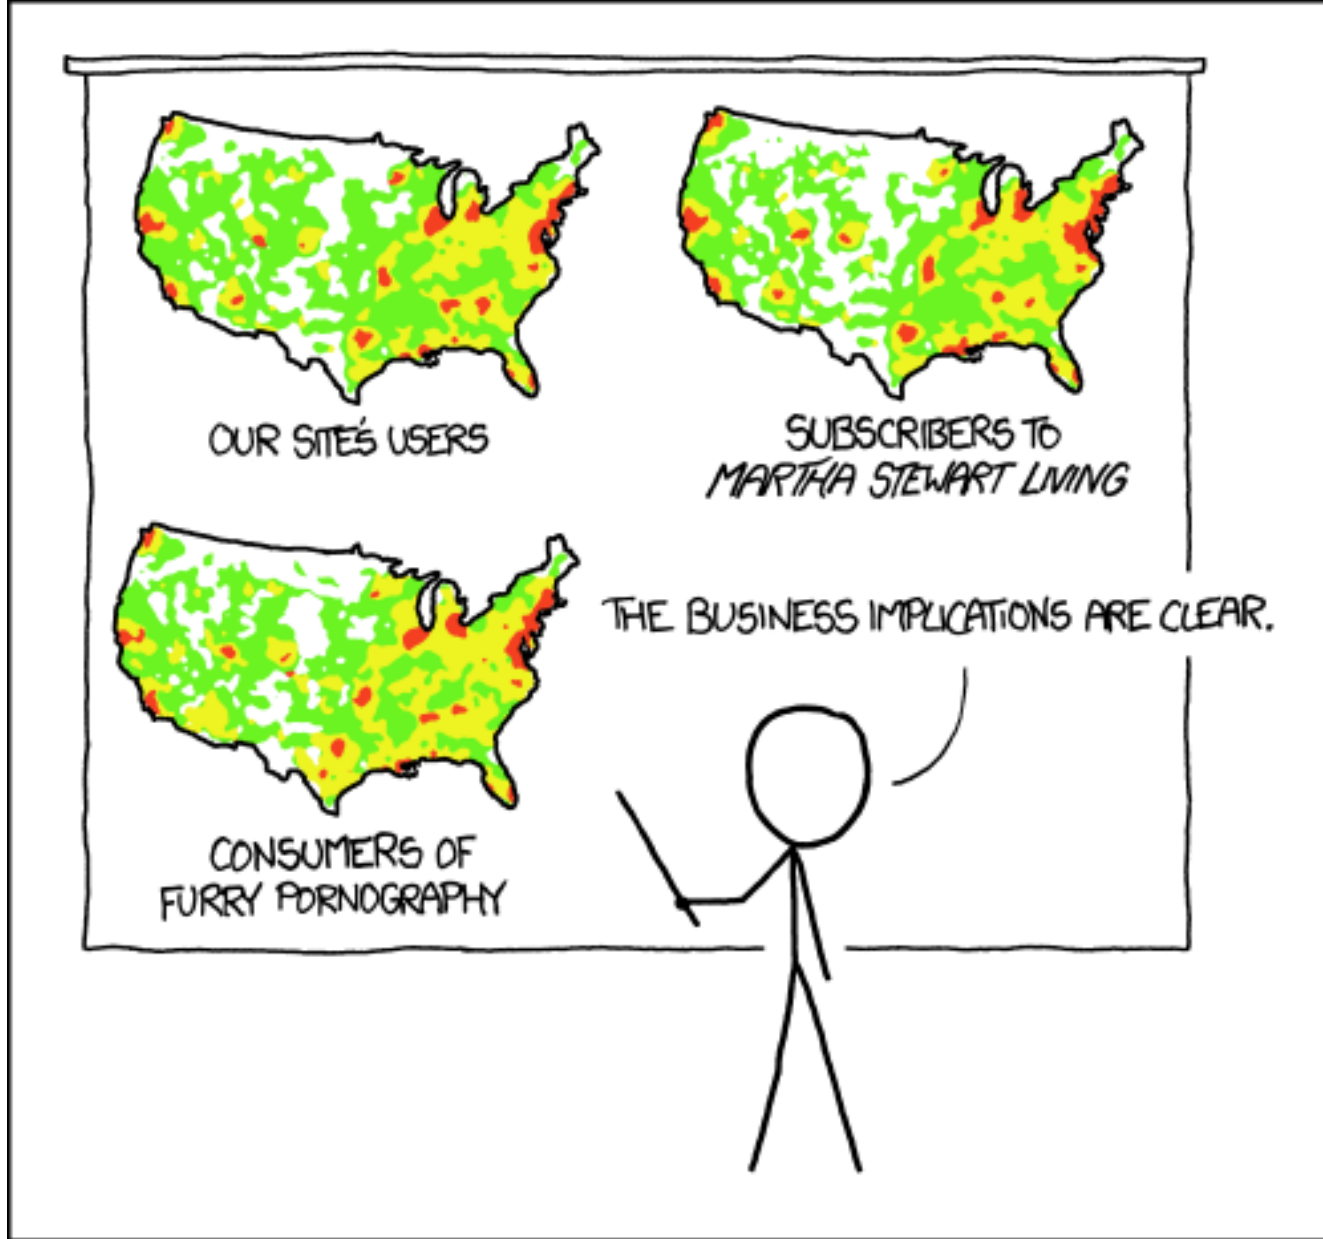 OUR SITE'S USERS
SUBSCRIBERS TO
MARTHA STEWART LIVING
CONSUMERS OF
FURRY PORNOGRAPHY
THE BUSINESS IMPLICATIONS ARE CLEAR.